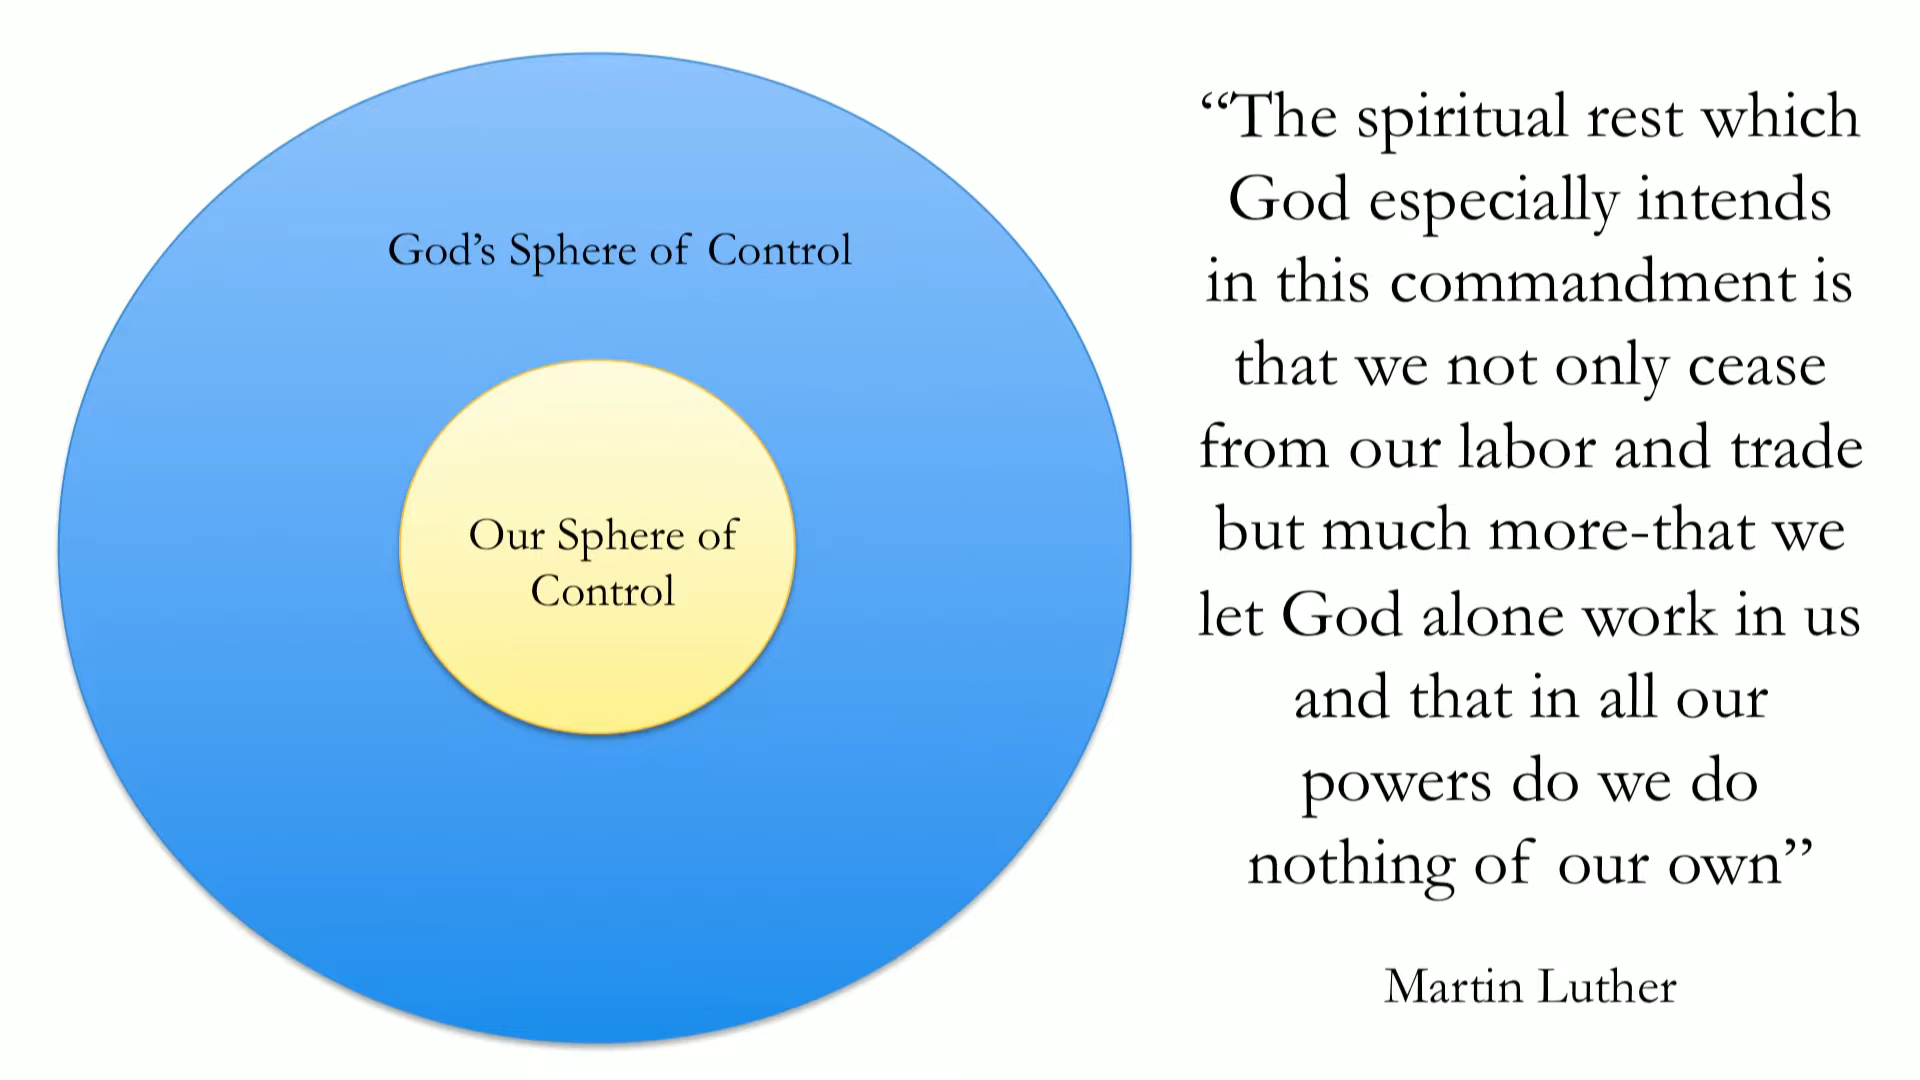 God’s Sphere of Control
Our Sphere of
Control
“The spiritual rest which
God especially intends
in this commandment is
that we not only cease
from our labor and trade
but much more-that we
let God alone work in us
and that in all our
powers do we do
nothing of our own”
Martin Luther